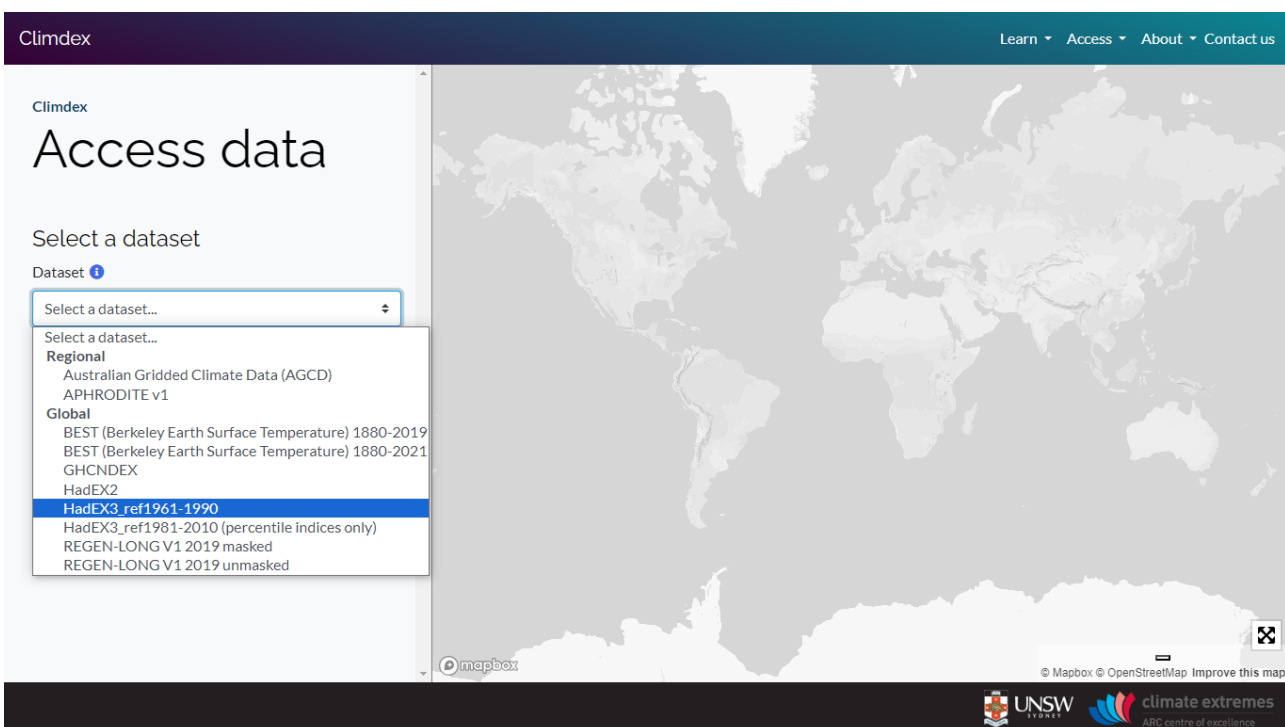 Climdex
Learn Access About Contact us
Climdex
Access data
Select a dataset
Dataset
Select a dataset...
Select a dataset...
Regional
Australian Gridded Climate Data (AGCD)
APHRODITE v1
Global
BEST (Berkeley Earth Surface Temperature) 1880-2019
BEST (Berkeley Earth Surface Temperature) 1880-2021
GHCNDEX
HadEX2
HadEX3_ref1961-1990
HadEX3_ref1981-2010 (percentile indices only)
REGEN-LONG V1 2019 masked
REGEN-LONG V1 2019 unmasked
mapbox
© Mapbox © OpenStreetMap Improve this map
UNSW
SYDNEY
climate extremes
ARC centre of excellence